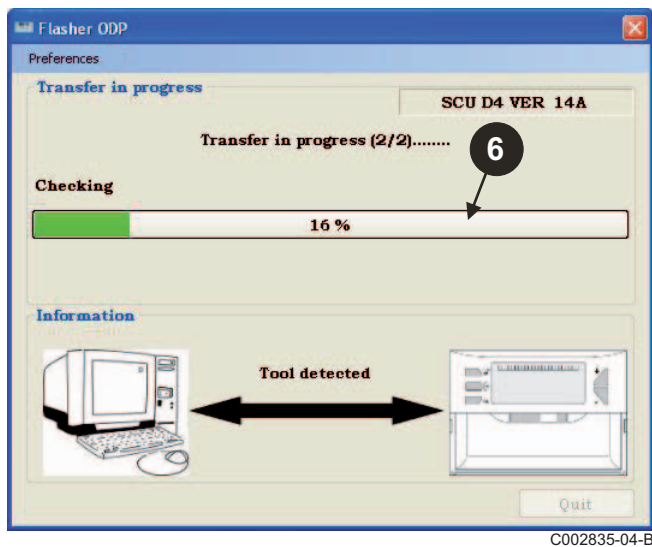 Flasher ODP
Preferences
Transfer in progress
SCU D4 VER 14A
Transfer in progress (2/2)........
6
Checking
16 %
Information
Tool detected
Quit
C002835-04-B